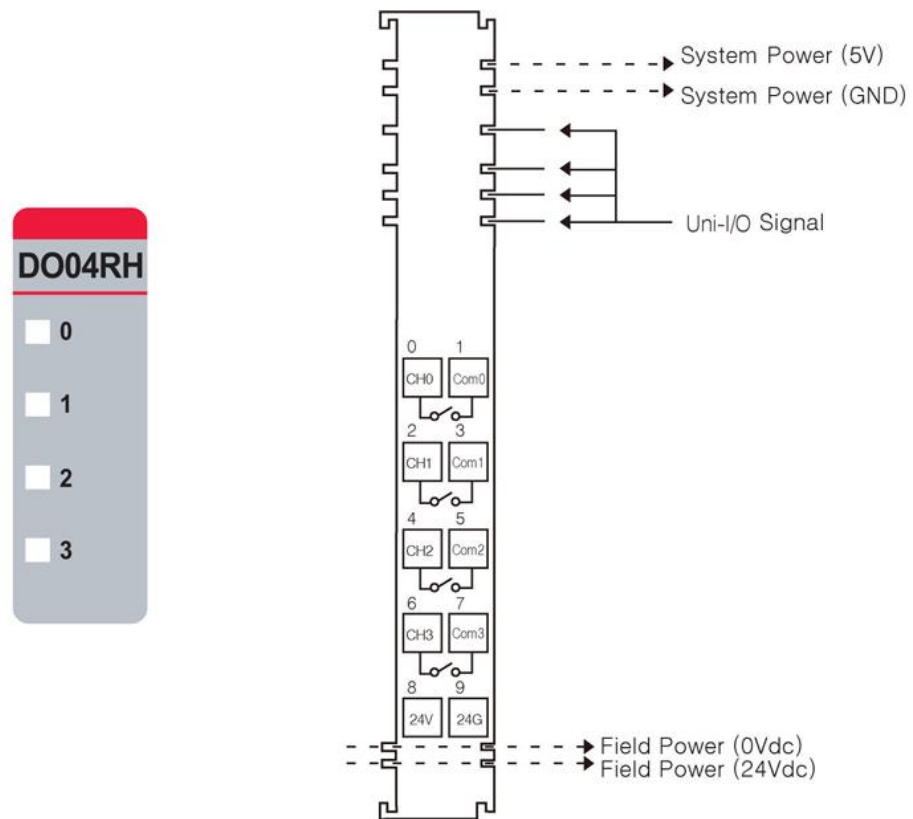 System Power (5V)
System Power (GND)
Uni-I/O Signal
DO04RH
0
1
2
3
0 1
CH0 Com0
2 3
CH1 Com1
4 5
CH2 Com2
6 7
CH3 Com3
8 9
24V 24G
Field Power (0Vdc)
Field Power (24Vdc)